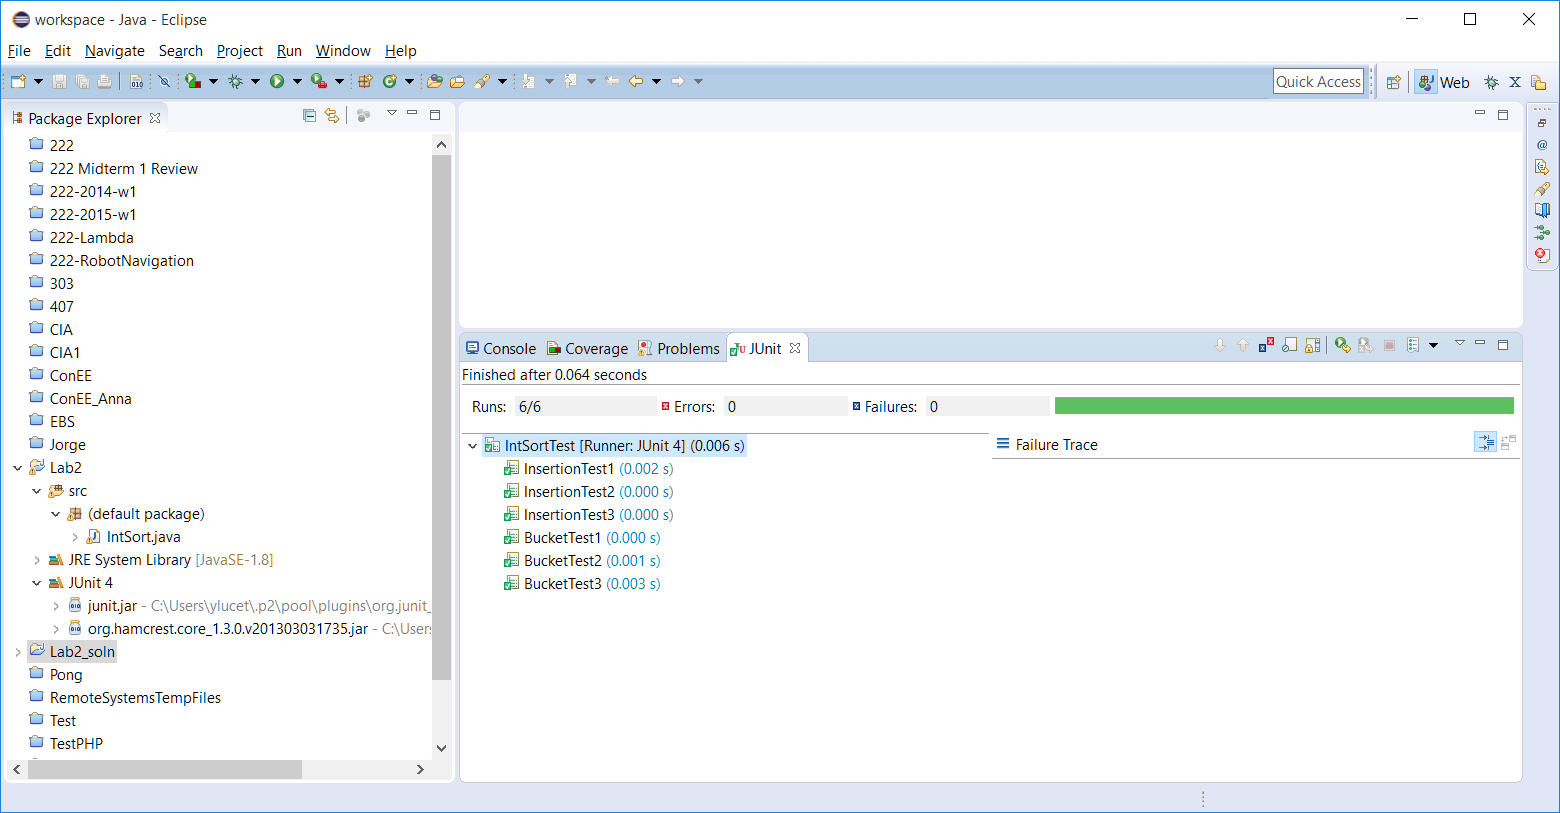 workspace - Java - Eclipse
File Edit Navigate Search Project Run Window Help
Quick Access
Web
Package Explorer
222
222 Midterm 1 Review
222-2014-w1
222-2015-w1
222-Lambda
222-RobotNavigation
303
407
CIA
CIA1
ConEE
ConEE_Anna
EBS
Jorge
Lab2
src
(default package)
IntSort.java
JRE System Library [JavaSE-1.8]
JUnit 4
junit.jar - C:\Users\ylucet\.p2\pool\plugins\org.junit_
org.hamcrest.core_1.3.0.v201303031735.jar - C:\Users
Lab2_soln
Pong
RemoteSystemsTempFiles
Test
TestPHP
Console Coverage Problems JUnit
Finished after 0.064 seconds
Runs: 6/6 Errors: 0 Failures: 0
IntSortTest [Runner: JUnit 4] (0.006 s)
InsertionTest1 (0.002 s)
InsertionTest2 (0.000 s)
InsertionTest3 (0.000 s)
BucketTest1 (0.000 s)
BucketTest2 (0.001 s)
BucketTest3 (0.003 s)
Failure Trace